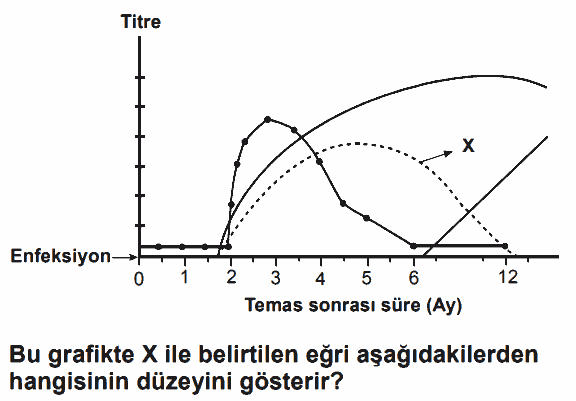 Titre
X
Enfeksiyon
0 1 2 3 4 5 6 12
Temas sonrası süre (Ay)
Bu grafikte X ile belirtilen eğri aşağıdakilerden
hangisinin düzeyini gösterir?